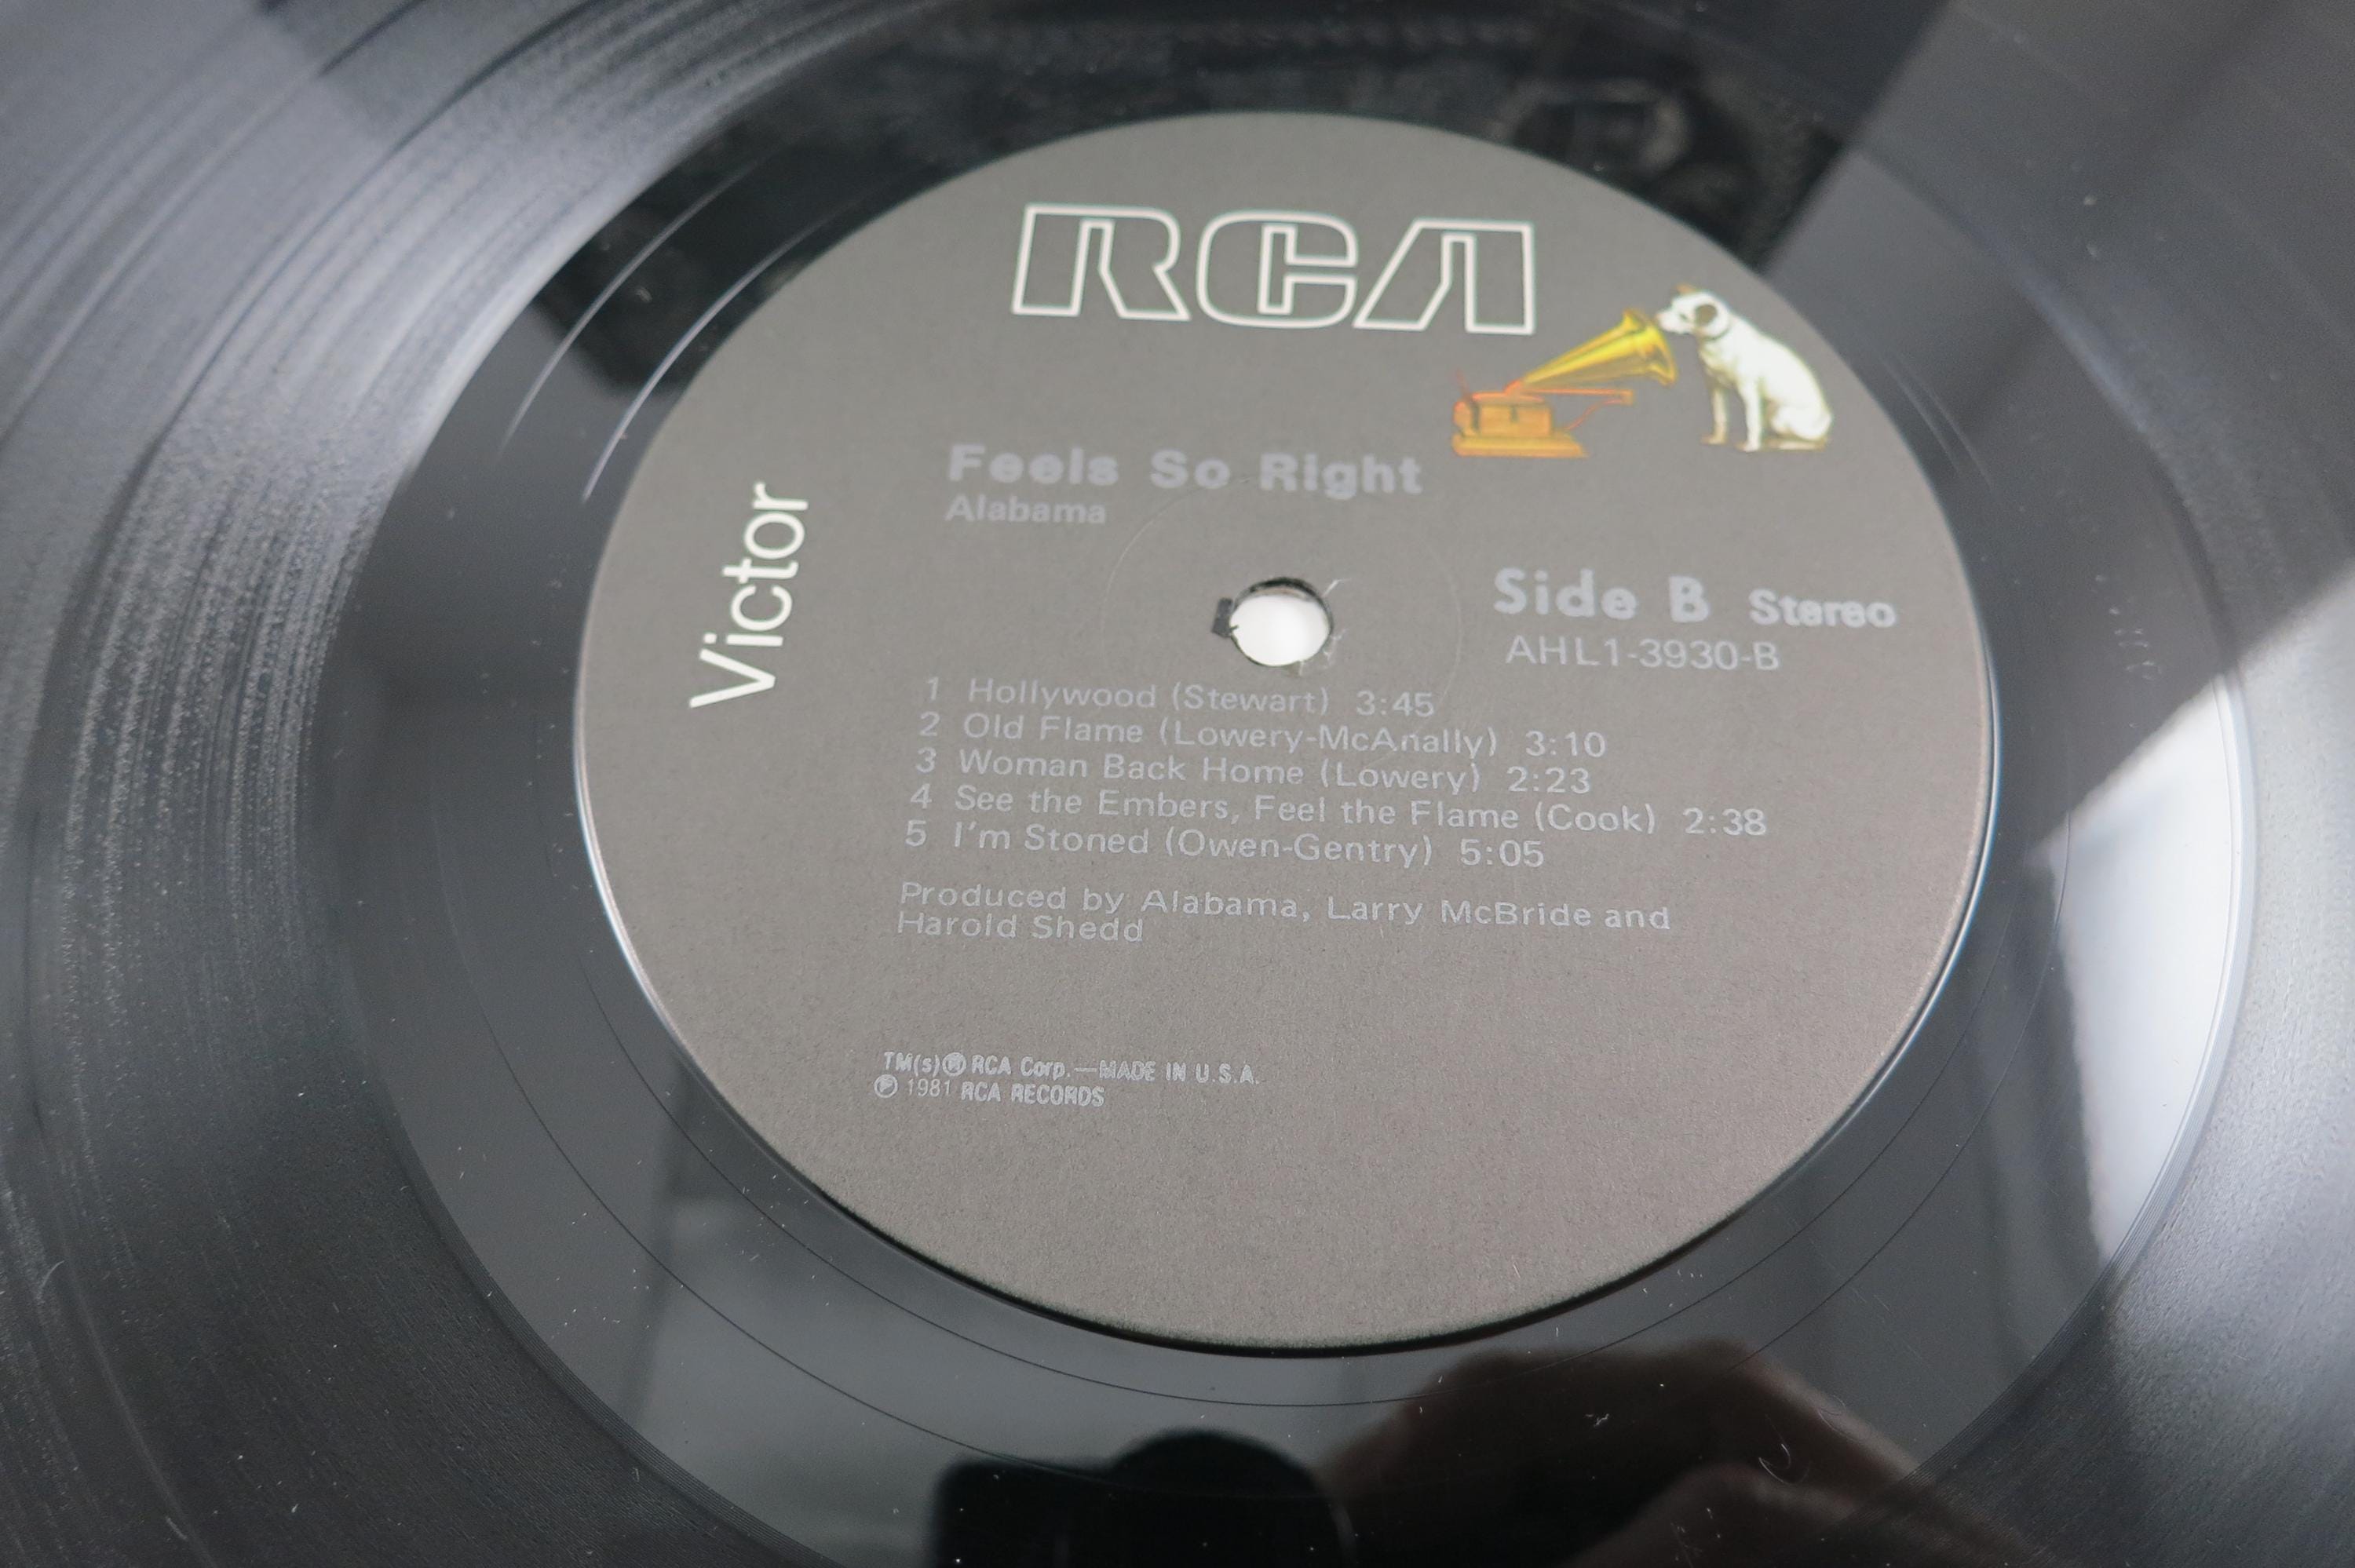 RCA
Victor
Feels So Right
Alabama
Side B Stereo
AHL1-3930-B
1 Hollywood (Stewart) 3:45
2 Old Flame (Lowery-McAnally) 3:10
3 Woman Back Home (Lowery) 2:23
4 See the Embers, Feel the Flame (Cook) 2:38
5 I'm Stoned (Owen-Gentry) 5:05
Produced by Alabama, Larry McBride and
Harold Shedd
TM(s)® RCA Corp.—MADE IN U.S.A.
℗ 1981 RCA RECORDS